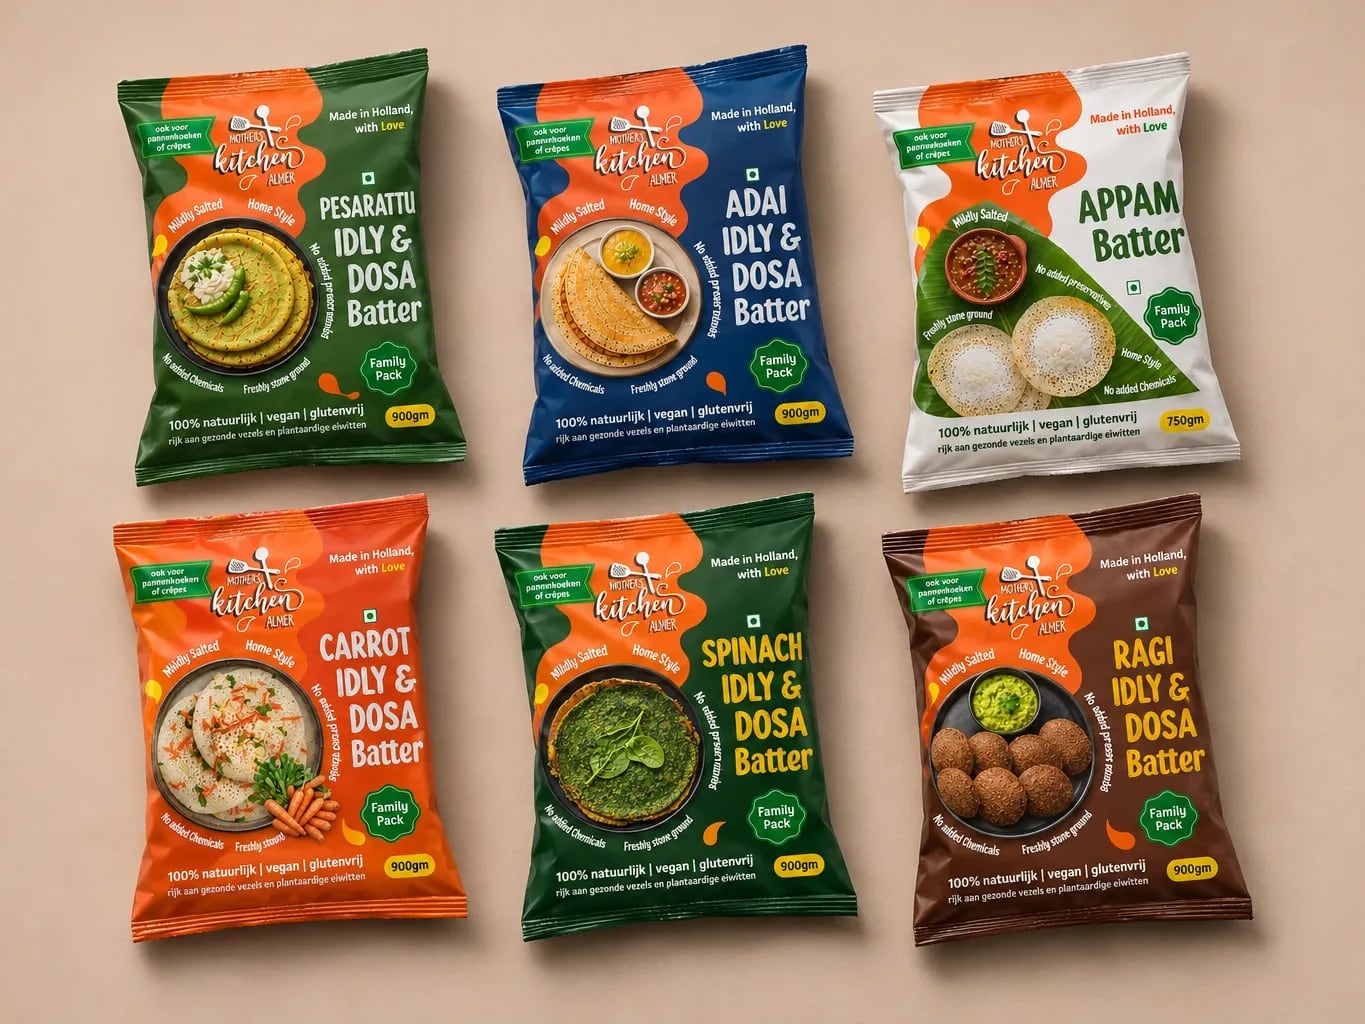 ook voor
pannenkoeken
of crêpes
MOTHER'S
kitchen
ALMER
Made in Holland,
with Love
PESARATTU
IDLY &
DOSA
Batter
Mildly Salted
Home Style
No added Chemicals
Freshly stone ground
Family
Pack
100% natuurlijk | vegan | glutenvrij
900gm
rijk aan gezonde vezels en plantaardige eiwitten
ook voor
pannenkoeken
of crêpes
MOTHER'S
kitchen
ALMER
Made in Holland,
with Love
ADAI
IDLY &
DOSA
Batter
Mildly Salted
Home Style
No added Chemicals
Freshly stone ground
Family
Pack
100% natuurlijk | vegan | glutenvrij
900gm
rijk aan gezonde vezels en plantaardige eiwitten
ook voor
pannenkoeken
of crêpes
MOTHER'S
kitchen
ALMER
Made in Holland,
with Love
APPAM
Batter
Mildly Salted
No added preservatives
Freshly stone ground
Home Style
No added Chemicals
Family
Pack
100% natuurlijk | vegan | glutenvrij
750gm
rijk aan gezonde vezels en plantaardige eiwitten
ook voor
pannenkoeken
of crêpes
MOTHER'S
kitchen
ALMER
Made in Holland,
with Love
CARROT
IDLY &
DOSA
Batter
Mildly Salted
Home Style
No added Chemicals
Freshly stone ground
Family
Pack
100% natuurlijk | vegan | glutenvrij
900gm
rijk aan gezonde vezels en plantaardige eiwitten
ook voor
pannenkoeken
of crêpes
MOTHER'S
kitchen
ALMER
Made in Holland,
with Love
SPINACH
IDLY &
DOSA
Batter
Mildly Salted
Home Style
No added Chemicals
Freshly stone ground
Family
Pack
100% natuurlijk | vegan | glutenvrij
900gm
rijk aan gezonde vezels en plantaardige eiwitten
ook voor
pannenkoeken
of crêpes
MOTHER'S
kitchen
ALMER
Made in Holland,
with Love
RAGI
IDLY &
DOSA
Batter
Mildly Salted
Home Style
No added Chemicals
Freshly stone ground
Family
Pack
100% natuurlijk | vegan | glutenvrij
900gm
rijk aan gezonde vezels en plantaardige eiwitten